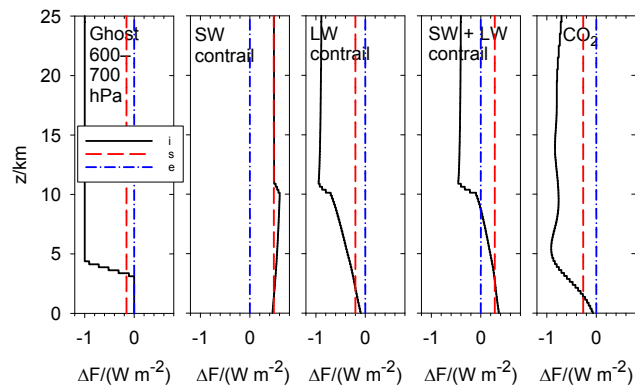 Ghost
600–
700
hPa
SW
contrail
LW
contrail
SW + LW
contrail
CO₂
i
s
e
z/km
25
20
15
10
5
0
-1 0
-1 0
-1 0
-1 0
-1 0
ΔF/(W m⁻²)
ΔF/(W m⁻²)
ΔF/(W m⁻²)
ΔF/(W m⁻²)
ΔF/(W m⁻²)